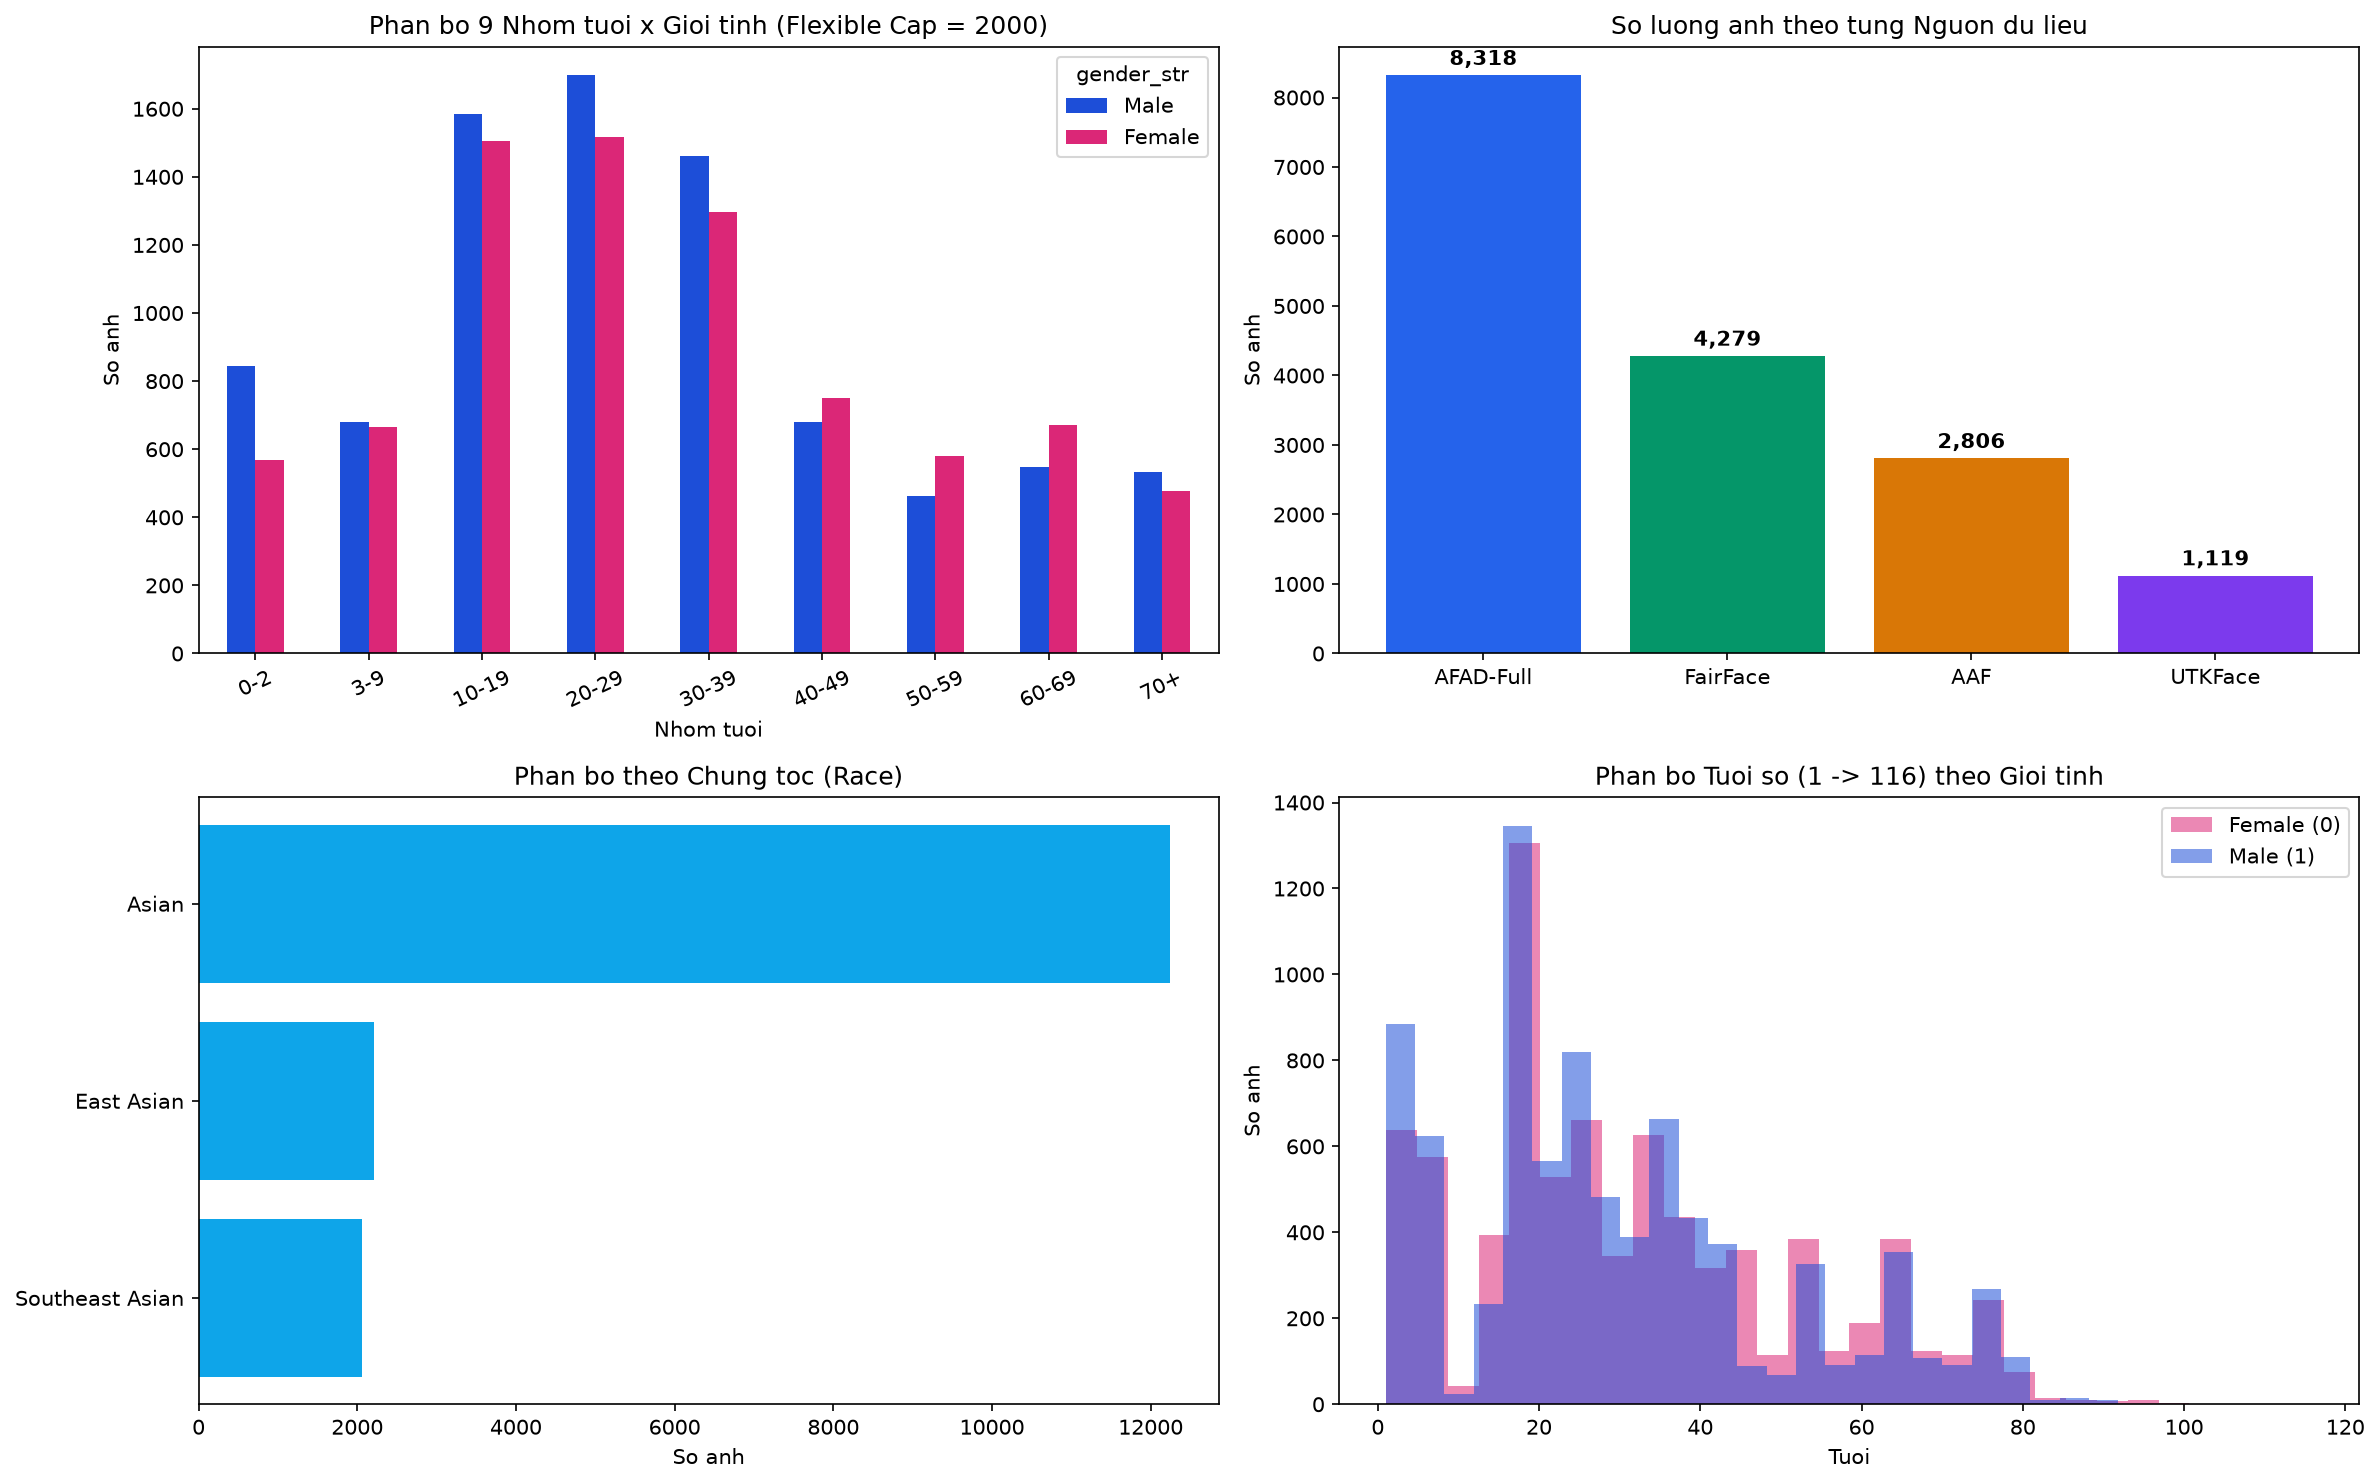 Phan bo 9 Nhom tuoi x Gioi tinh (Flexible Cap = 2000)
gender_str
Male
Female
1600
1400
1200
1000
800
600
400
200
0
So anh
0-2
3-9
10-19
20-29
30-39
40-49
50-59
60-69
70+
Nhom tuoi
So luong anh theo tung Nguon du lieu
8,318
4,279
2,806
1,119
8000
7000
6000
5000
4000
3000
2000
1000
0
So anh
AFAD-Full
FairFace
AAF
UTKFace
Phan bo theo Chung toc (Race)
Asian
East Asian
Southeast Asian
0
2000
4000
6000
8000
10000
12000
So anh
Phan bo Tuoi so (1 -> 116) theo Gioi tinh
Female (0)
Male (1)
1400
1200
1000
800
600
400
200
0
So anh
0
20
40
60
80
100
120
Tuoi